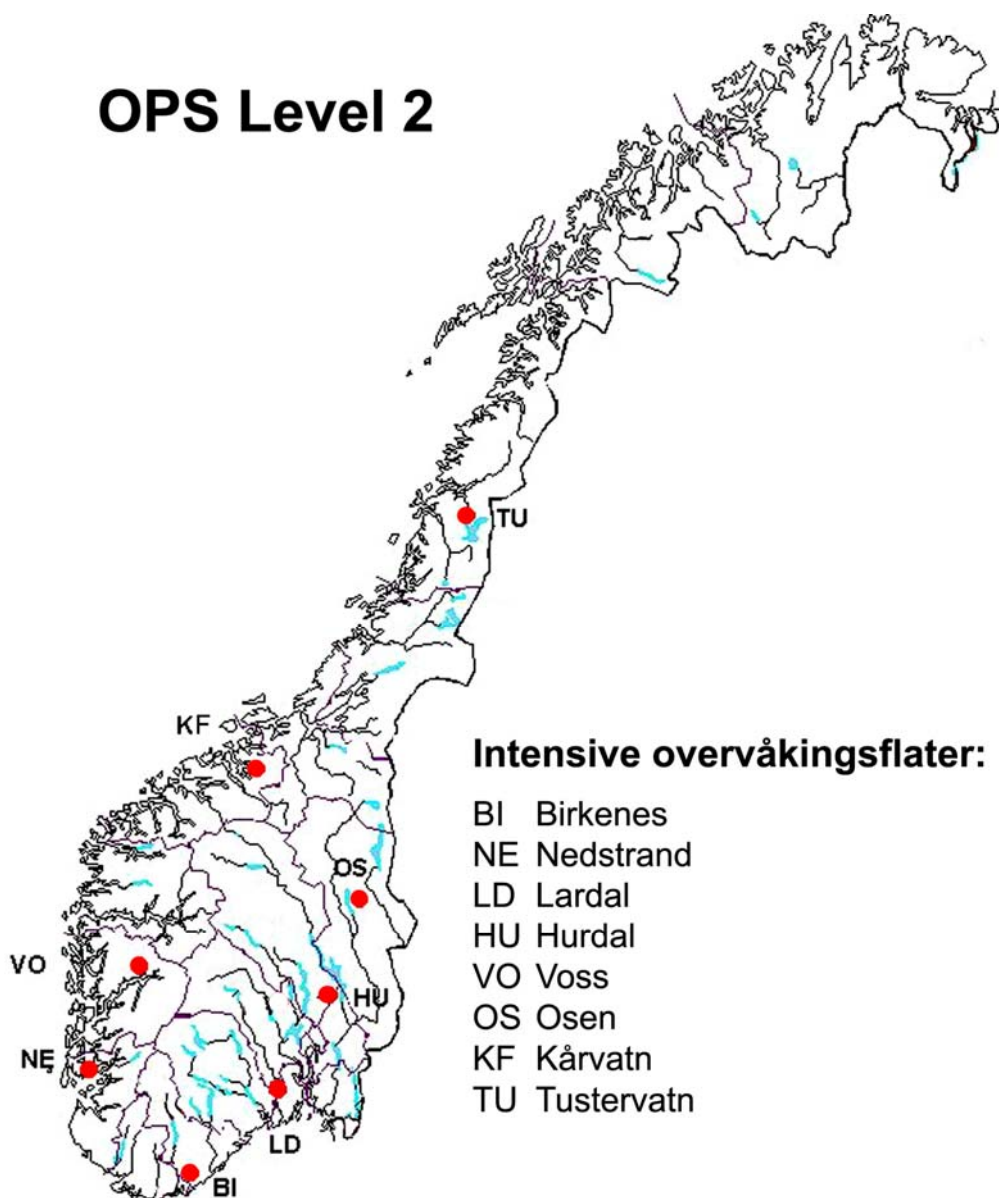 OPS Level 2
TU
KF
OS
VO
HU
NE
LD
BI
Intensive overvåkingsflater:
BI Birkenes
NE Nedstrand
LD Lardal
HU Hurdal
VO Voss
OS Osen
KF Kårvatn
TU Tustervatn